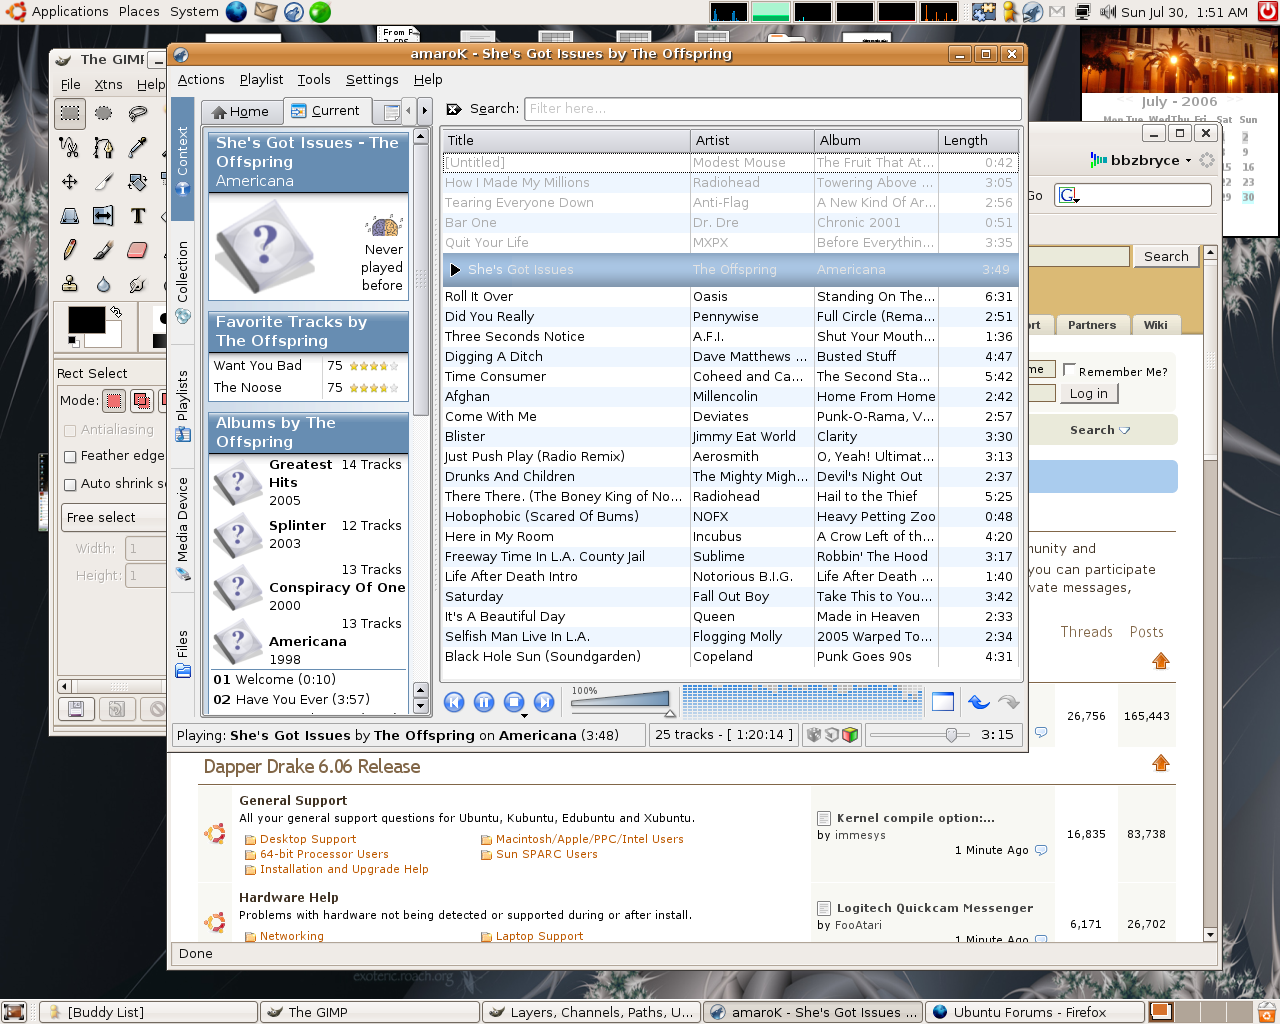 Applications Places System
Sun Jul 30, 1:51 AM
The GIMP
File Xtns Help
Rect Select
Mode:
Antialiasing
Feather edge
Auto shrink
Free select
Width: 1
Height: 1
amaroK - She's Got Issues by The Offspring
Actions Playlist Tools Settings Help
Context
Collection
Playlists
Media Device
Files
Home Current
She's Got Issues - The
Offspring
Americana
Never
played
before
Favorite Tracks by
The Offspring
Want You Bad 75
The Noose 75
Albums by The
Offspring
Greatest 14 Tracks
Hits
2005
Splinter 12 Tracks
2003
13 Tracks
Conspiracy Of One
2000
13 Tracks
Americana
1998
01 Welcome (0:10)
02 Have You Ever (3:57)
Search: Filter here...
Title Artist Album Length
[Untitled] Modest Mouse The Fruit That At... 0:42
How I Made My Millions Radiohead Towering Above ... 3:05
Tearing Everyone Down Anti-Flag A New Kind Of Ar... 2:56
Bar One Dr. Dre Chronic 2001 0:51
Quit Your Life MXPX Before Everythin... 3:35
She's Got Issues The Offspring Americana 3:49
Roll It Over Oasis Standing On The... 6:31
Did You Really Pennywise Full Circle (Rema... 2:51
Three Seconds Notice A.F.I. Shut Your Mouth... 1:36
Digging A Ditch Dave Matthews ... Busted Stuff 4:47
Time Consumer Coheed and Ca... The Second Sta... 5:42
Afghan Millencolin Home From Home 2:42
Come With Me Deviates Punk-O-Rama, V... 2:57
Blister Jimmy Eat World Clarity 3:30
Just Push Play (Radio Remix) Aerosmith O, Yeah! Ultimat... 3:13
Drunks And Children The Mighty Migh... Devil's Night Out 2:37
There There. (The Boney King of No... Radiohead Hail to the Thief 5:25
Hobophobic (Scared Of Bums) NOFX Heavy Petting Zoo 0:48
Here in My Room Incubus A Crow Left of th... 4:20
Freeway Time In L.A. County Jail Sublime Robbin' The Hood 3:17
Life After Death Intro Notorious B.I.G. Life After Death ... 1:40
Saturday Fall Out Boy Take This to You... 3:42
It's A Beautiful Day Queen Made in Heaven 2:33
Selfish Man Live In L.A. Flogging Molly 2005 Warped To... 2:34
Black Hole Sun (Soundgarden) Copeland Punk Goes 90s 4:31
100%
Playing: She's Got Issues by The Offspring on Americana (3:48)
25 tracks - [ 1:20:14 ]
3:15
<< July - 2006 >>
Mon Tue Wed Thu Fri Sat Sun
2
9
15 16
22 23
29 30
bbzbryce
Go G
Search
Partners Wiki
Remember Me?
Log in
Search
you can participate
Threads Posts
26,756 165,443
Dapper Drake 6.06 Release
General Support
All your general support questions for Ubuntu, Kubuntu, Edubuntu and Xubuntu.
Desktop Support Macintosh/Apple/PPC/Intel Users
64-bit Processor Users Sun SPARC Users
Installation and Upgrade Help
Kernel compile option:...
by immesys
1 Minute Ago
16,835 83,738
Hardware Help
Problems with hardware not being detected or supported during or after install.
Networking Laptop Support
Logitech Quickcam Messenger
by FooAtari
1 Minute Ago
6,171 26,702
Done
exoteric.roach.org
[Buddy List] The GIMP Layers, Channels, Paths, U... amaroK - She's Got Issues ... Ubuntu Forums - Firefox